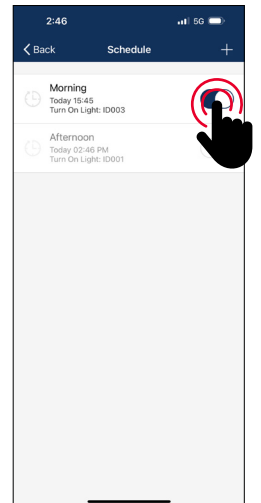 2:46 5G
Back Schedule
Morning
Today 15:45
Turn On Light: ID003
Afternoon
Today 02:46 PM
Turn On Light: ID001